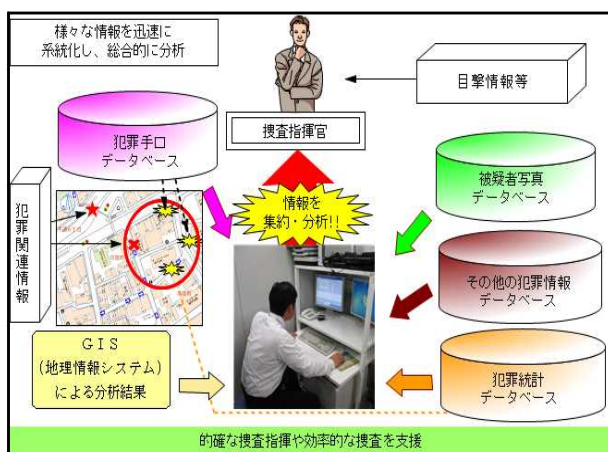 様々な情報を迅速に
系統化し、総合的に分析
目撃情報等
捜査指揮官
犯罪手口
データベース
情報を
集約・分析!!
被疑者写真
データベース
犯罪関連情報
その他の犯罪情報
データベース
ＧＩＳ
（地理情報システム）
による分析結果
犯罪統計
データベース
的確な捜査指揮や効率的な捜査を支援